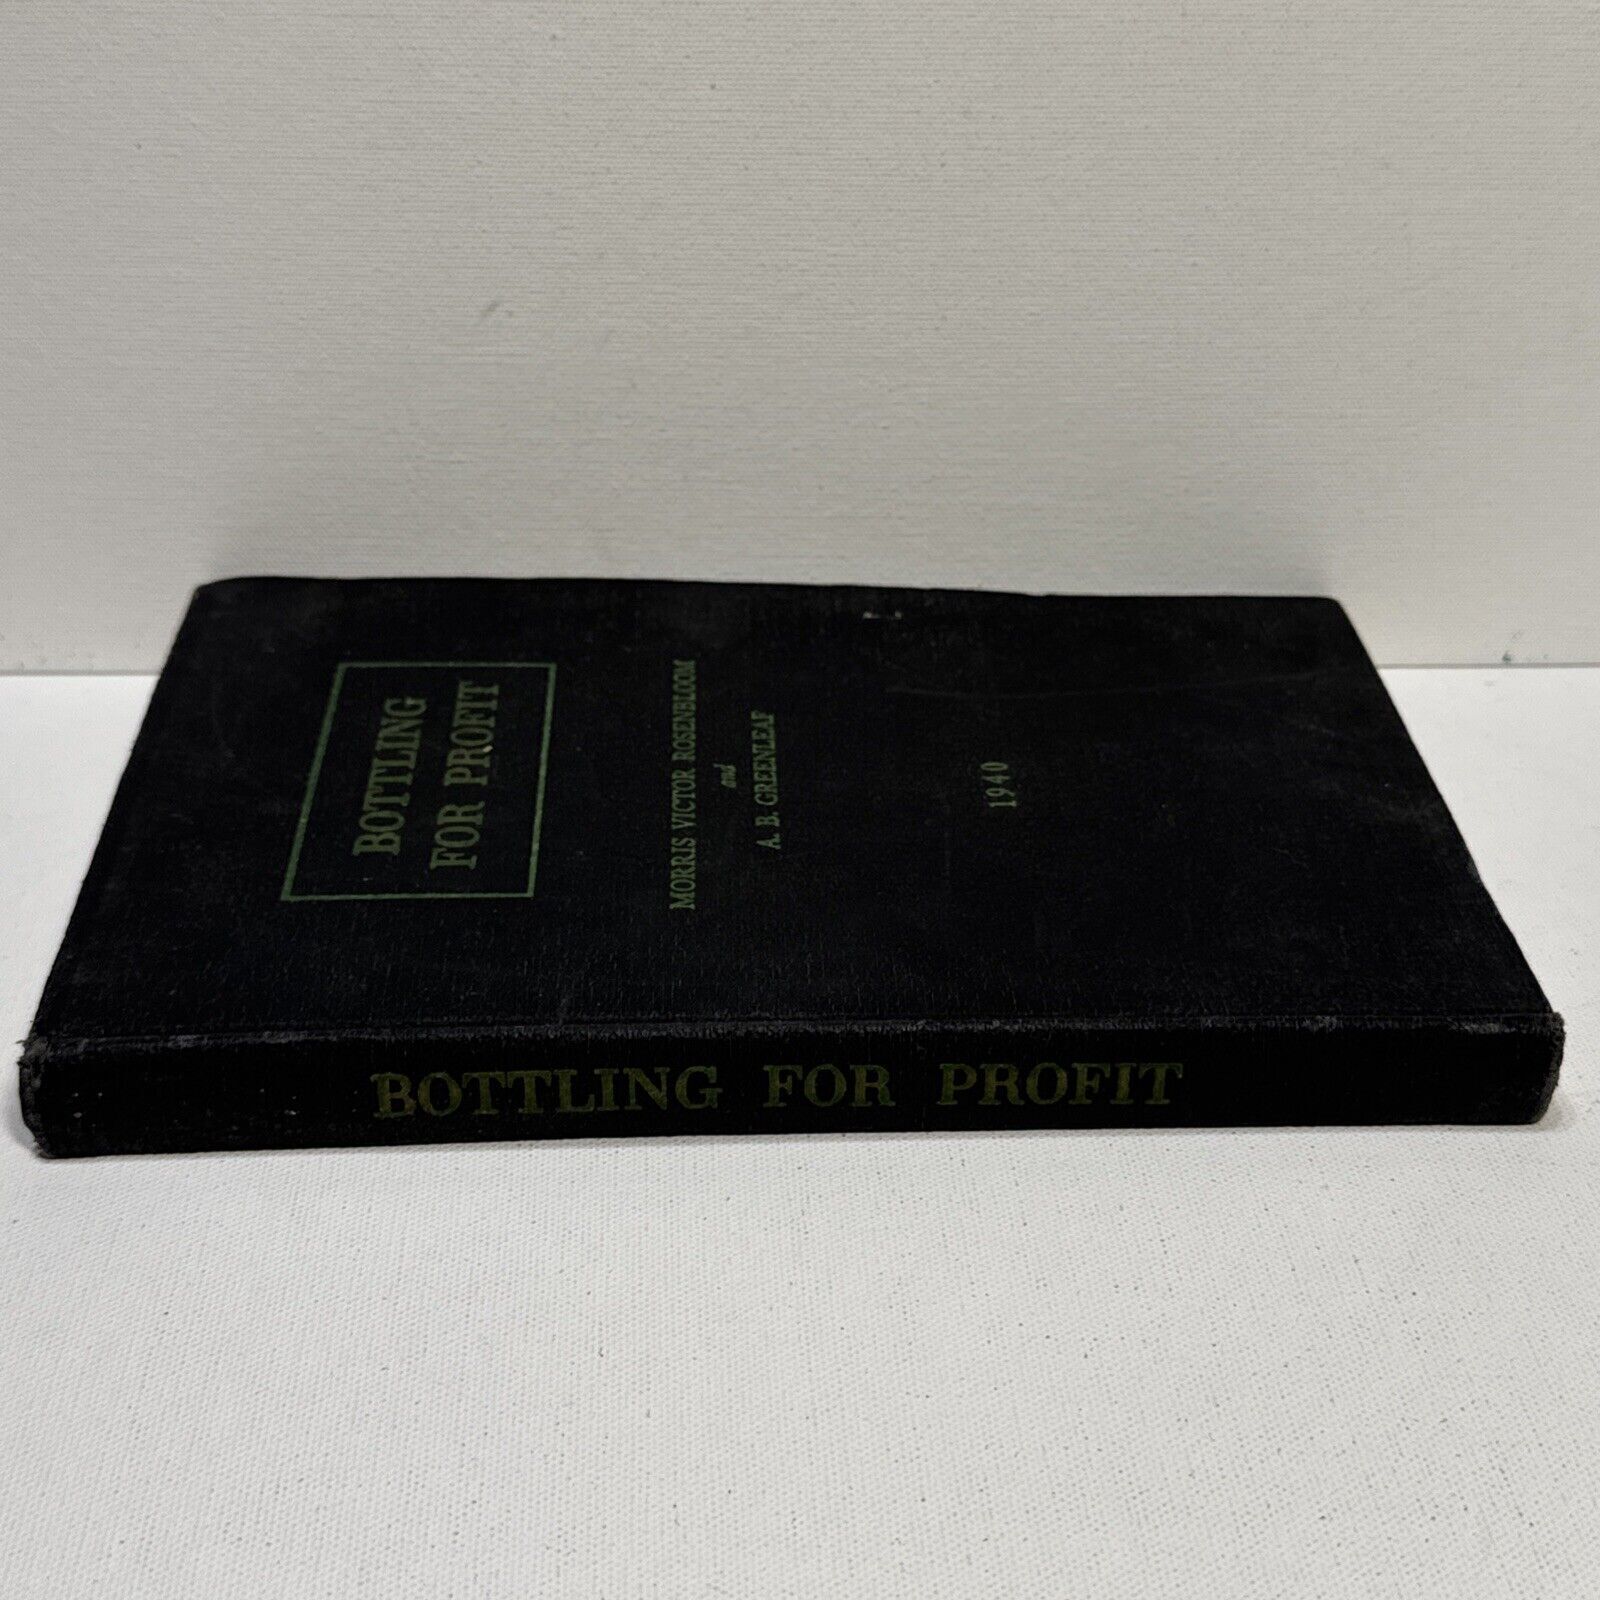 BOTTLING
FOR PROFIT
MORRIS VICTOR ROSENBLOOM
and
A. B. GREENLEAF
1940
BOTTLING FOR PROFIT